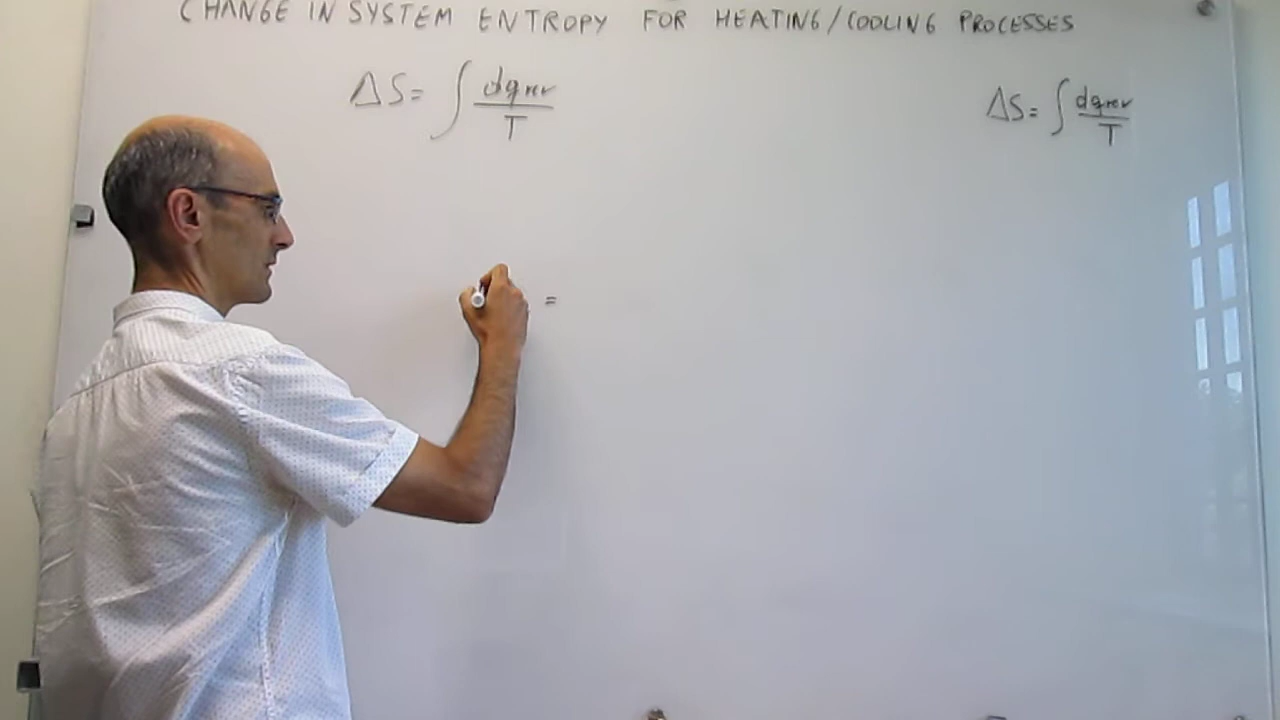 CHANGE IN SYSTEM ENTROPY FOR HEATING/COOLING PROCESSES
ΔS = ∫ dqrev / T
ΔS = ∫ dqrev / T
=